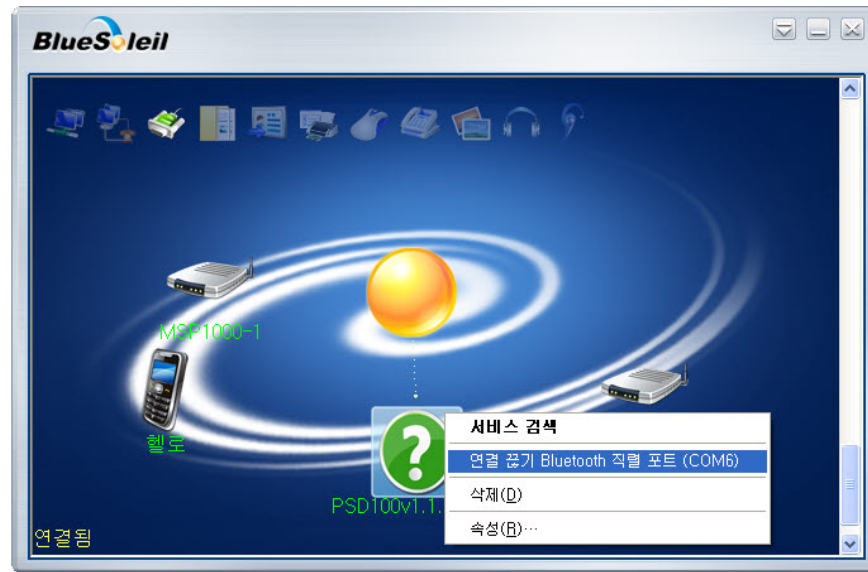 BlueSoleil
MSP1000-1
헬로
PSD100v1.1.
서비스 검색
연결 끊기 Bluetooth 직렬 포트 (COM6)
삭제(D)
속성(R)...
연결됨